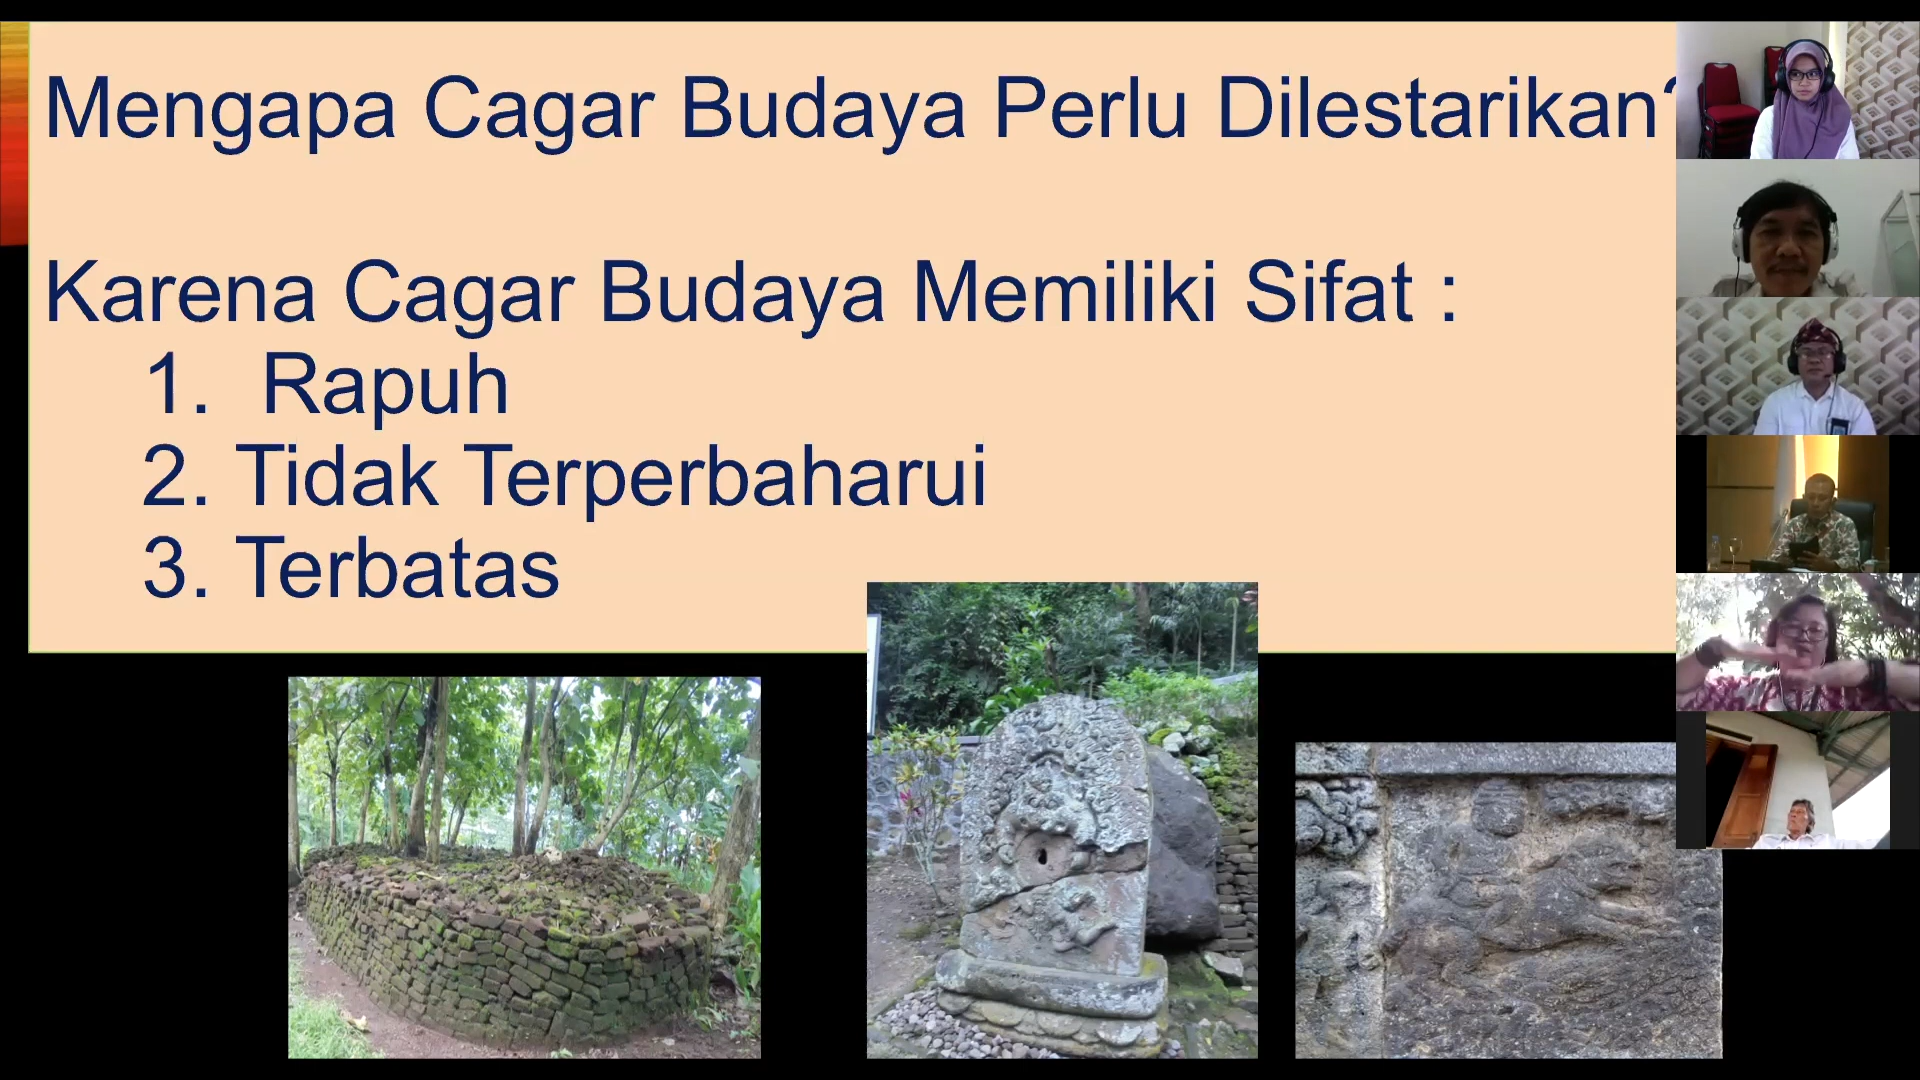 Mengapa Cagar Budaya Perlu Dilestarikan?
Karena Cagar Budaya Memiliki Sifat :
1. Rapuh
2. Tidak Terperbaharui
3. Terbatas